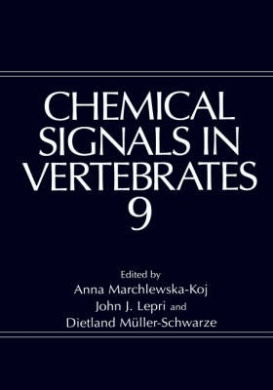 CHEMICAL
SIGNALS IN
VERTEBRATES
9
Edited by
Anna Marchlewska-Koj
John J. Lepri and
Dietland Müller-Schwarze